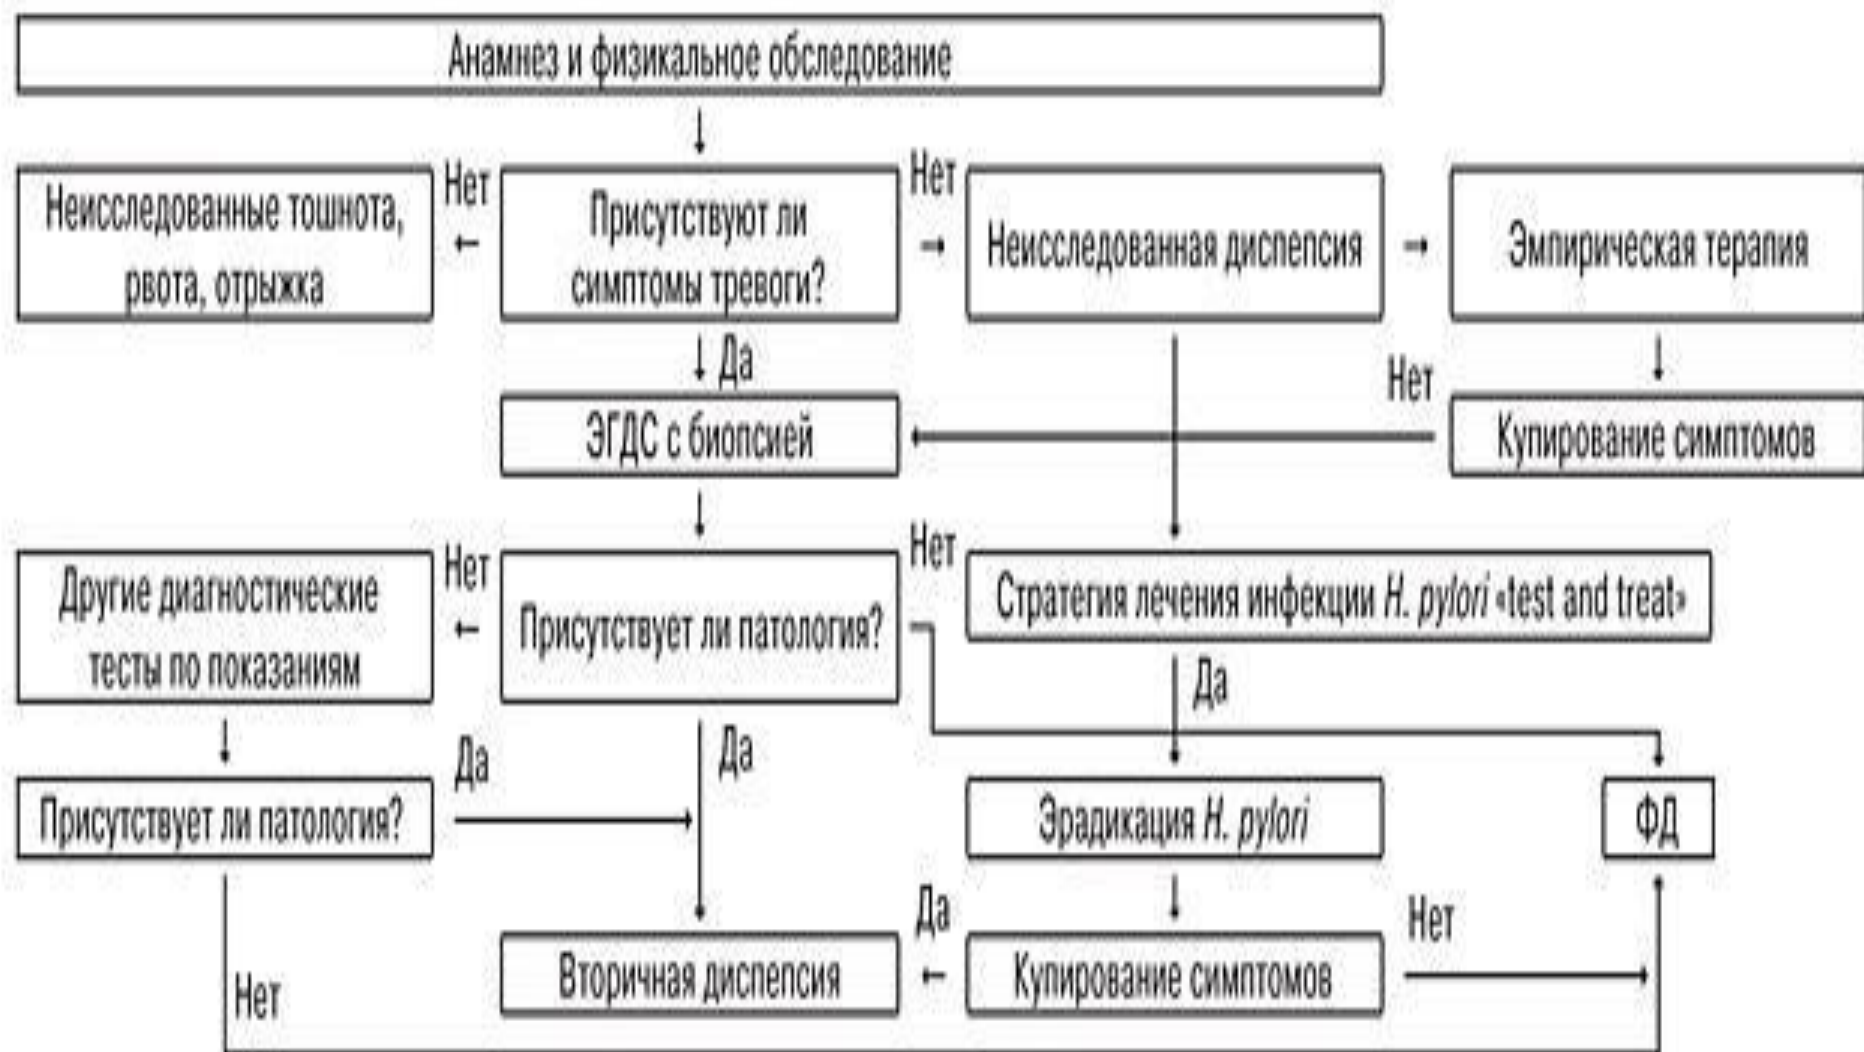 Анамнез и физикальное обследование
Неисследованные тошнота,
рвота, отрыжка
Нет
Присутствуют ли
симптомы тревоги?
Нет
Неисследованная диспепсия
Эмпирическая терапия
Да
Нет
ЭГДС с биопсией
Купирование симптомов
Другие диагностические
тесты по показаниям
Нет
Присутствует ли патология?
Нет
Стратегия лечения инфекции H. pylori «test and treat»
Да
Да
Да
Присутствует ли патология?
Эрадикация H. pylori
ФД
Да
Нет
Вторичная диспепсия
Купирование симптомов
Нет